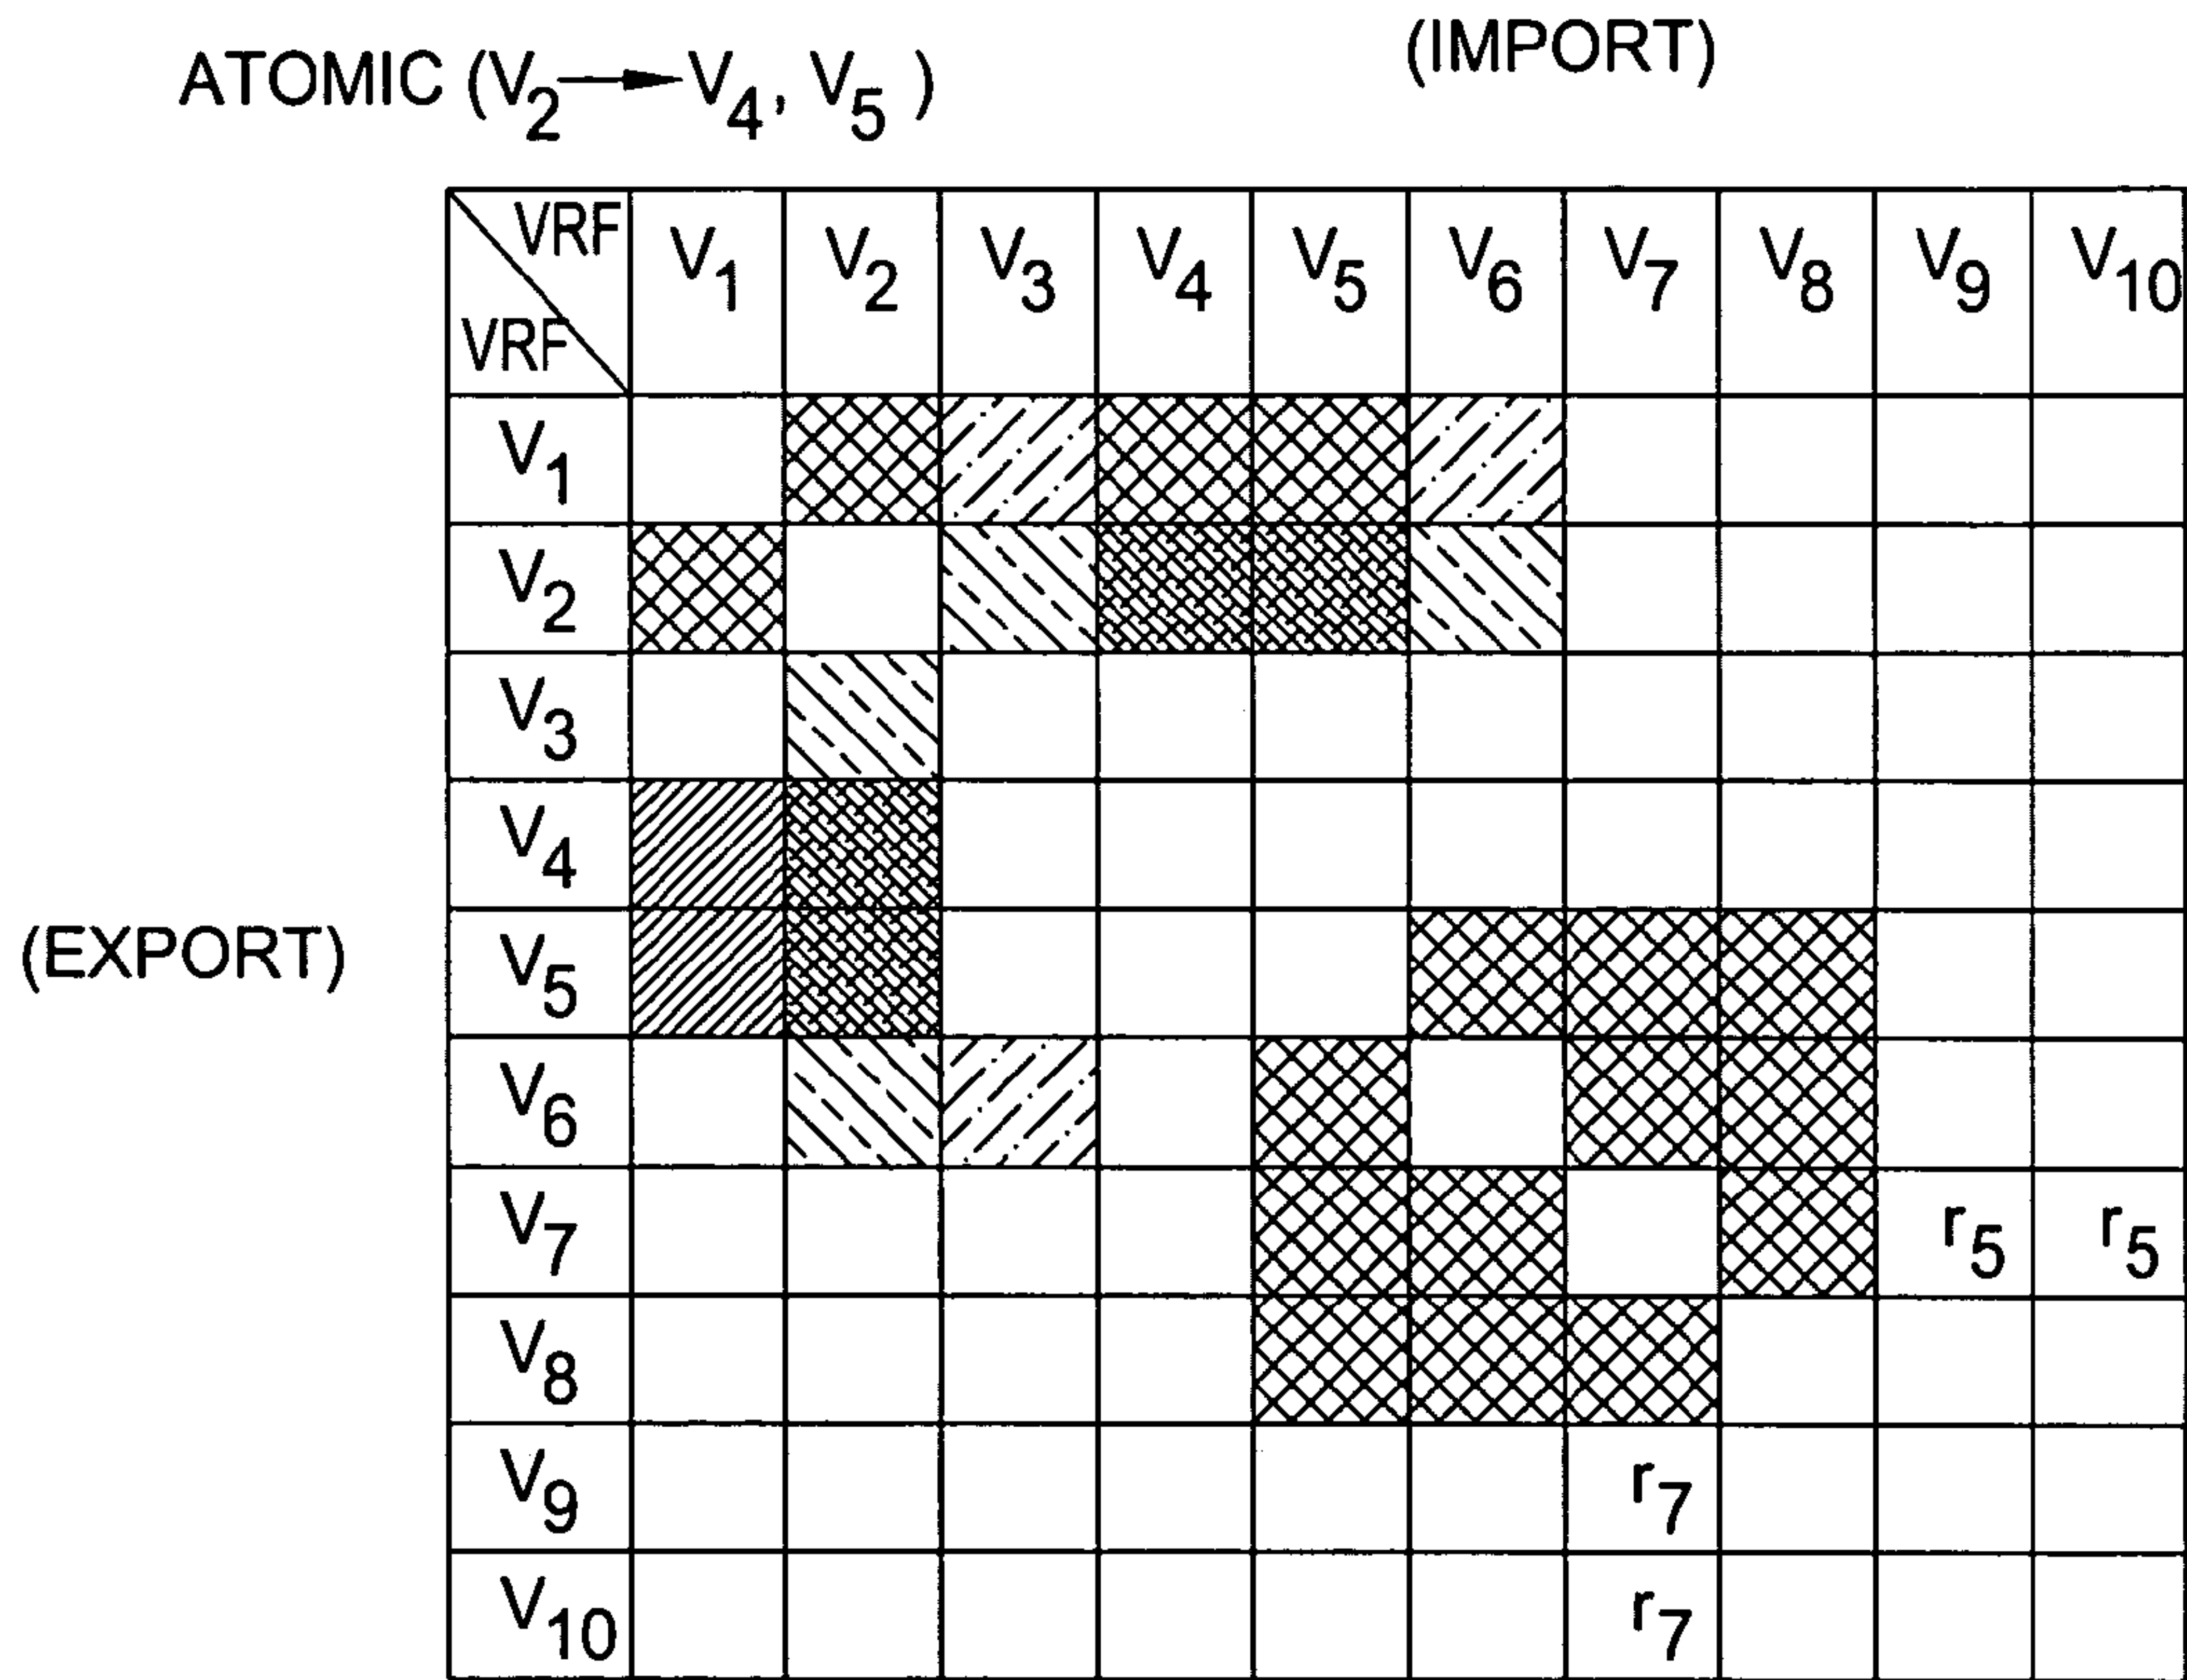 (IMPORT)
ATOMIC (V2 → V4, V5 )
VRF V1 V2 V3 V4 V5 V6 V7 V8 V9 V10
VRF
V1
V2
V3
V4
(EXPORT) V5
V6
V7 r5 r5
V8
V9 r7
V10 r7